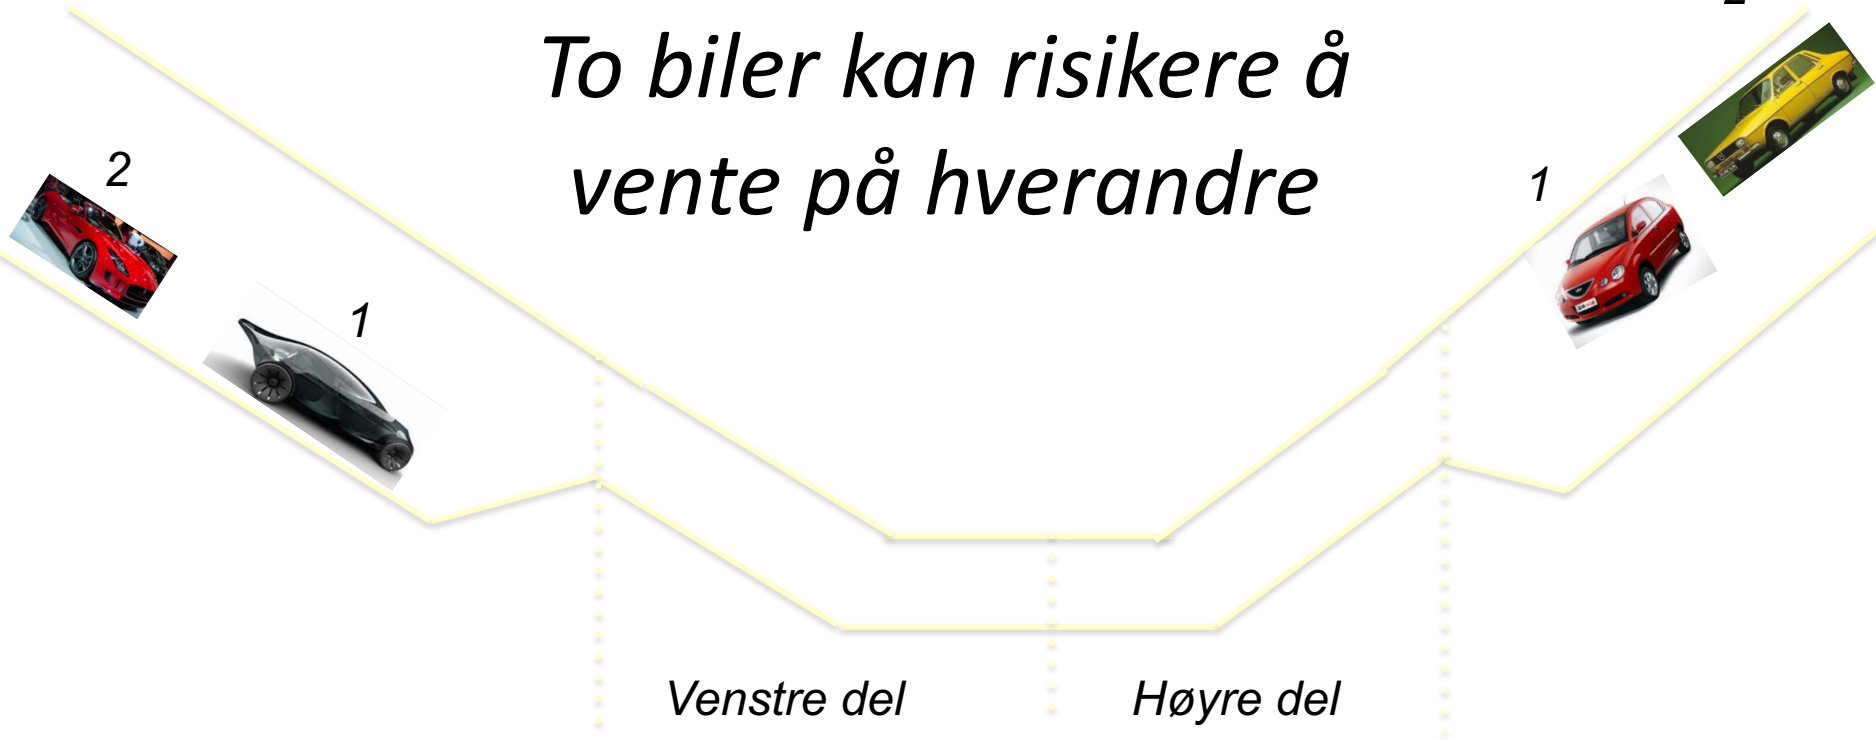 To biler kan risikere å
vente på hverandre
2
1
1
Venstre del
Høyre del